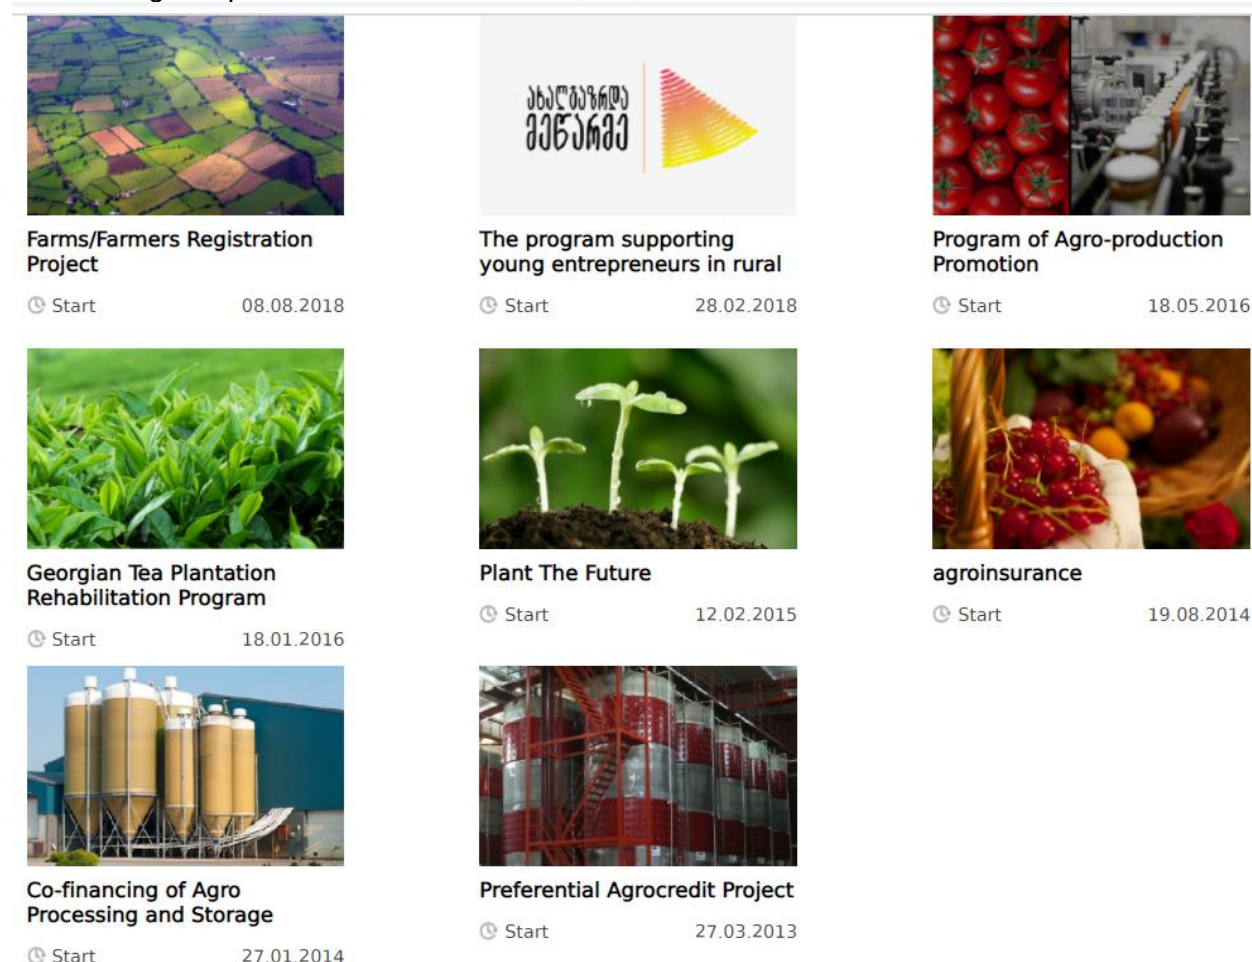 Farms/Farmers Registration
Project
Start 08.08.2018
ახალგაზრდა
მეწარმე
The program supporting
young entrepreneurs in rural
Start 28.02.2018
Program of Agro-production
Promotion
Start 18.05.2016
Georgian Tea Plantation
Rehabilitation Program
Start 18.01.2016
Plant The Future
Start 12.02.2015
agroinsurance
Start 19.08.2014
Co-financing of Agro
Processing and Storage
Start 27.01.2014
Preferential Agrocredit Project
Start 27.03.2013